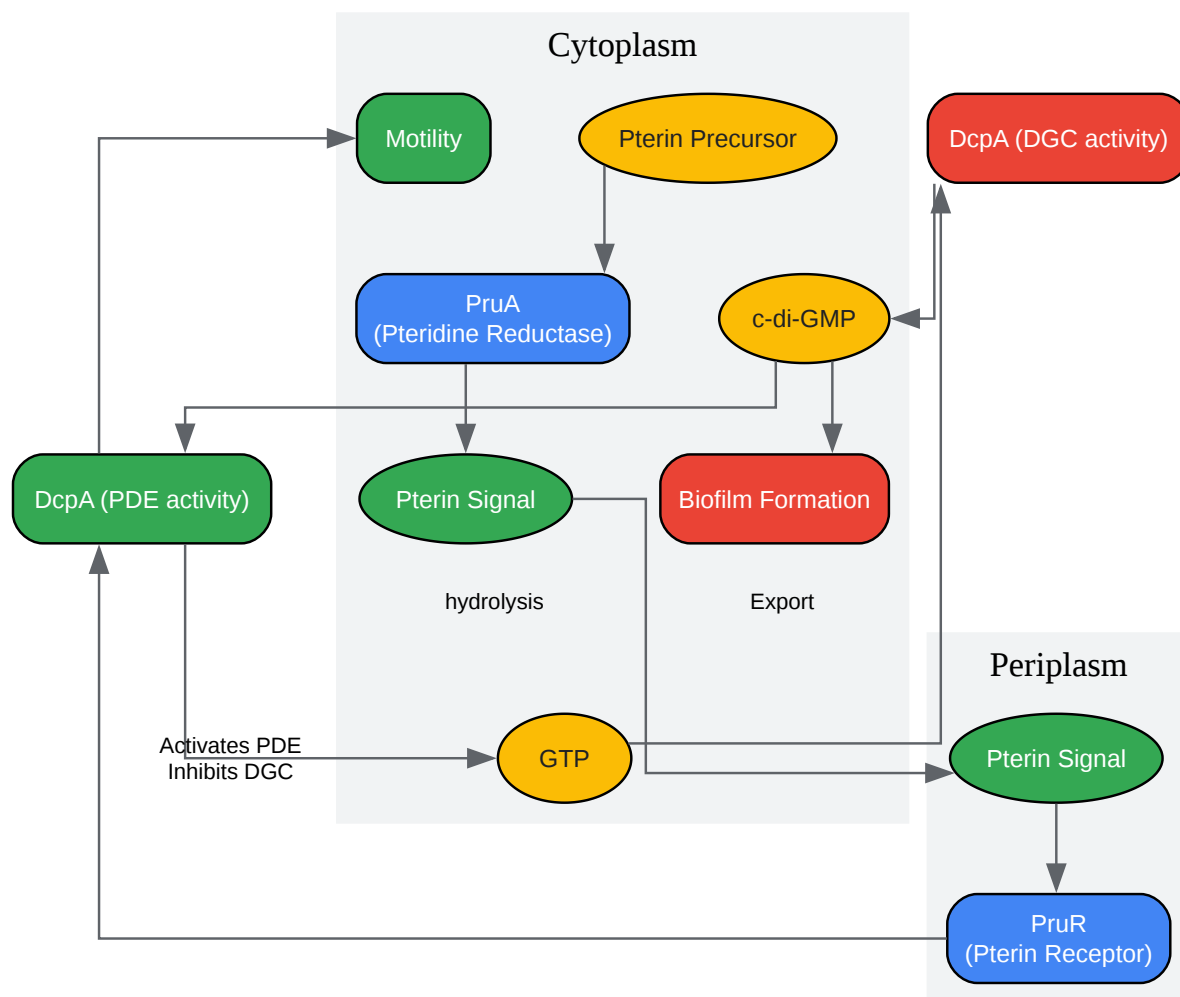 Cytoplasm
Motility
Pterin Precursor
DcpA (DGC activity)
PruA
(Pteridine Reductase)
c-di-GMP
DcpA (PDE activity)
Pterin Signal
Biofilm Formation
hydrolysis
Export
Periplasm
Activates PDE
Inhibits DGC
GTP
Pterin Signal
PruR
(Pterin Receptor)